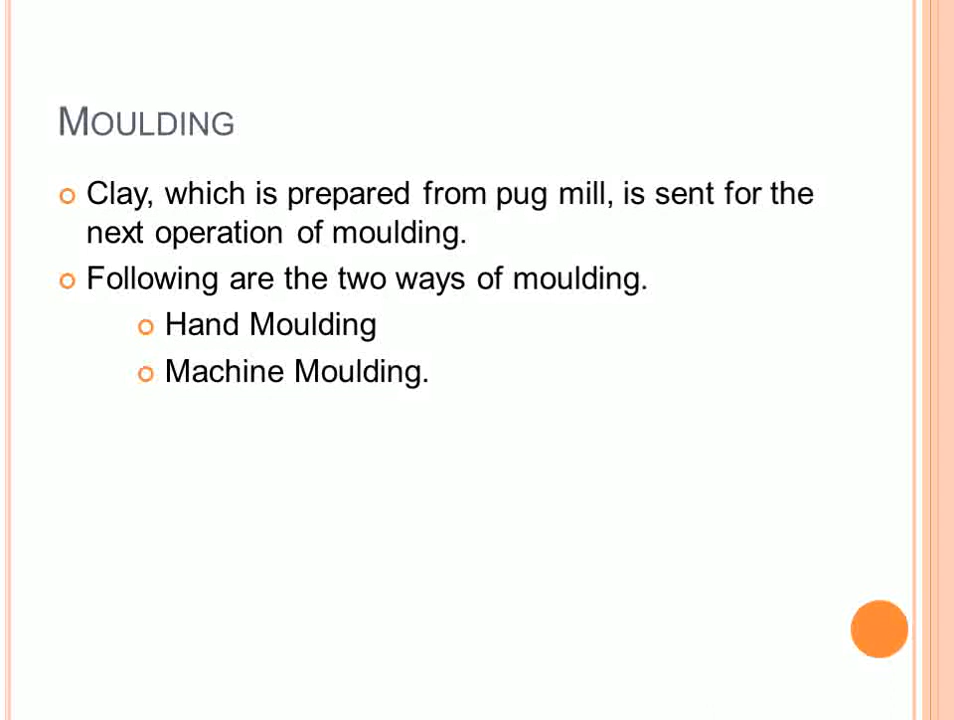 MOULDING
Clay, which is prepared from pug mill, is sent for the
next operation of moulding.
Following are the two ways of moulding.
Hand Moulding
Machine Moulding.